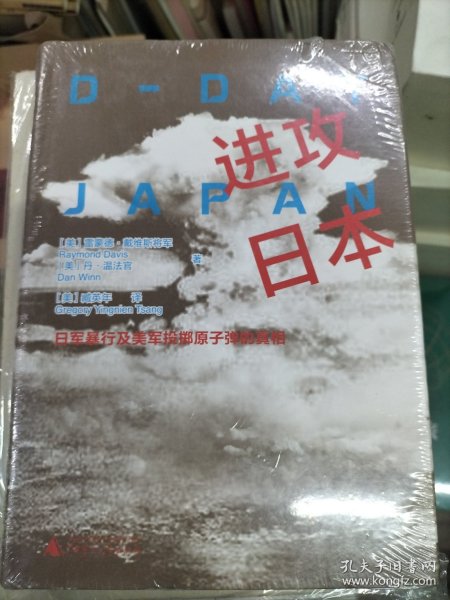 D-DAY
进攻
JAPAN
日本
［美］雷蒙德·戴维斯将军
Raymond Davis
［美］丹·温法官
Dan Winn
著
［美］臧英年 译
Gregory Yingnien Tsang
日军暴行及美军投掷原子弹的真相
孔夫子旧书网
www.kongfz.com